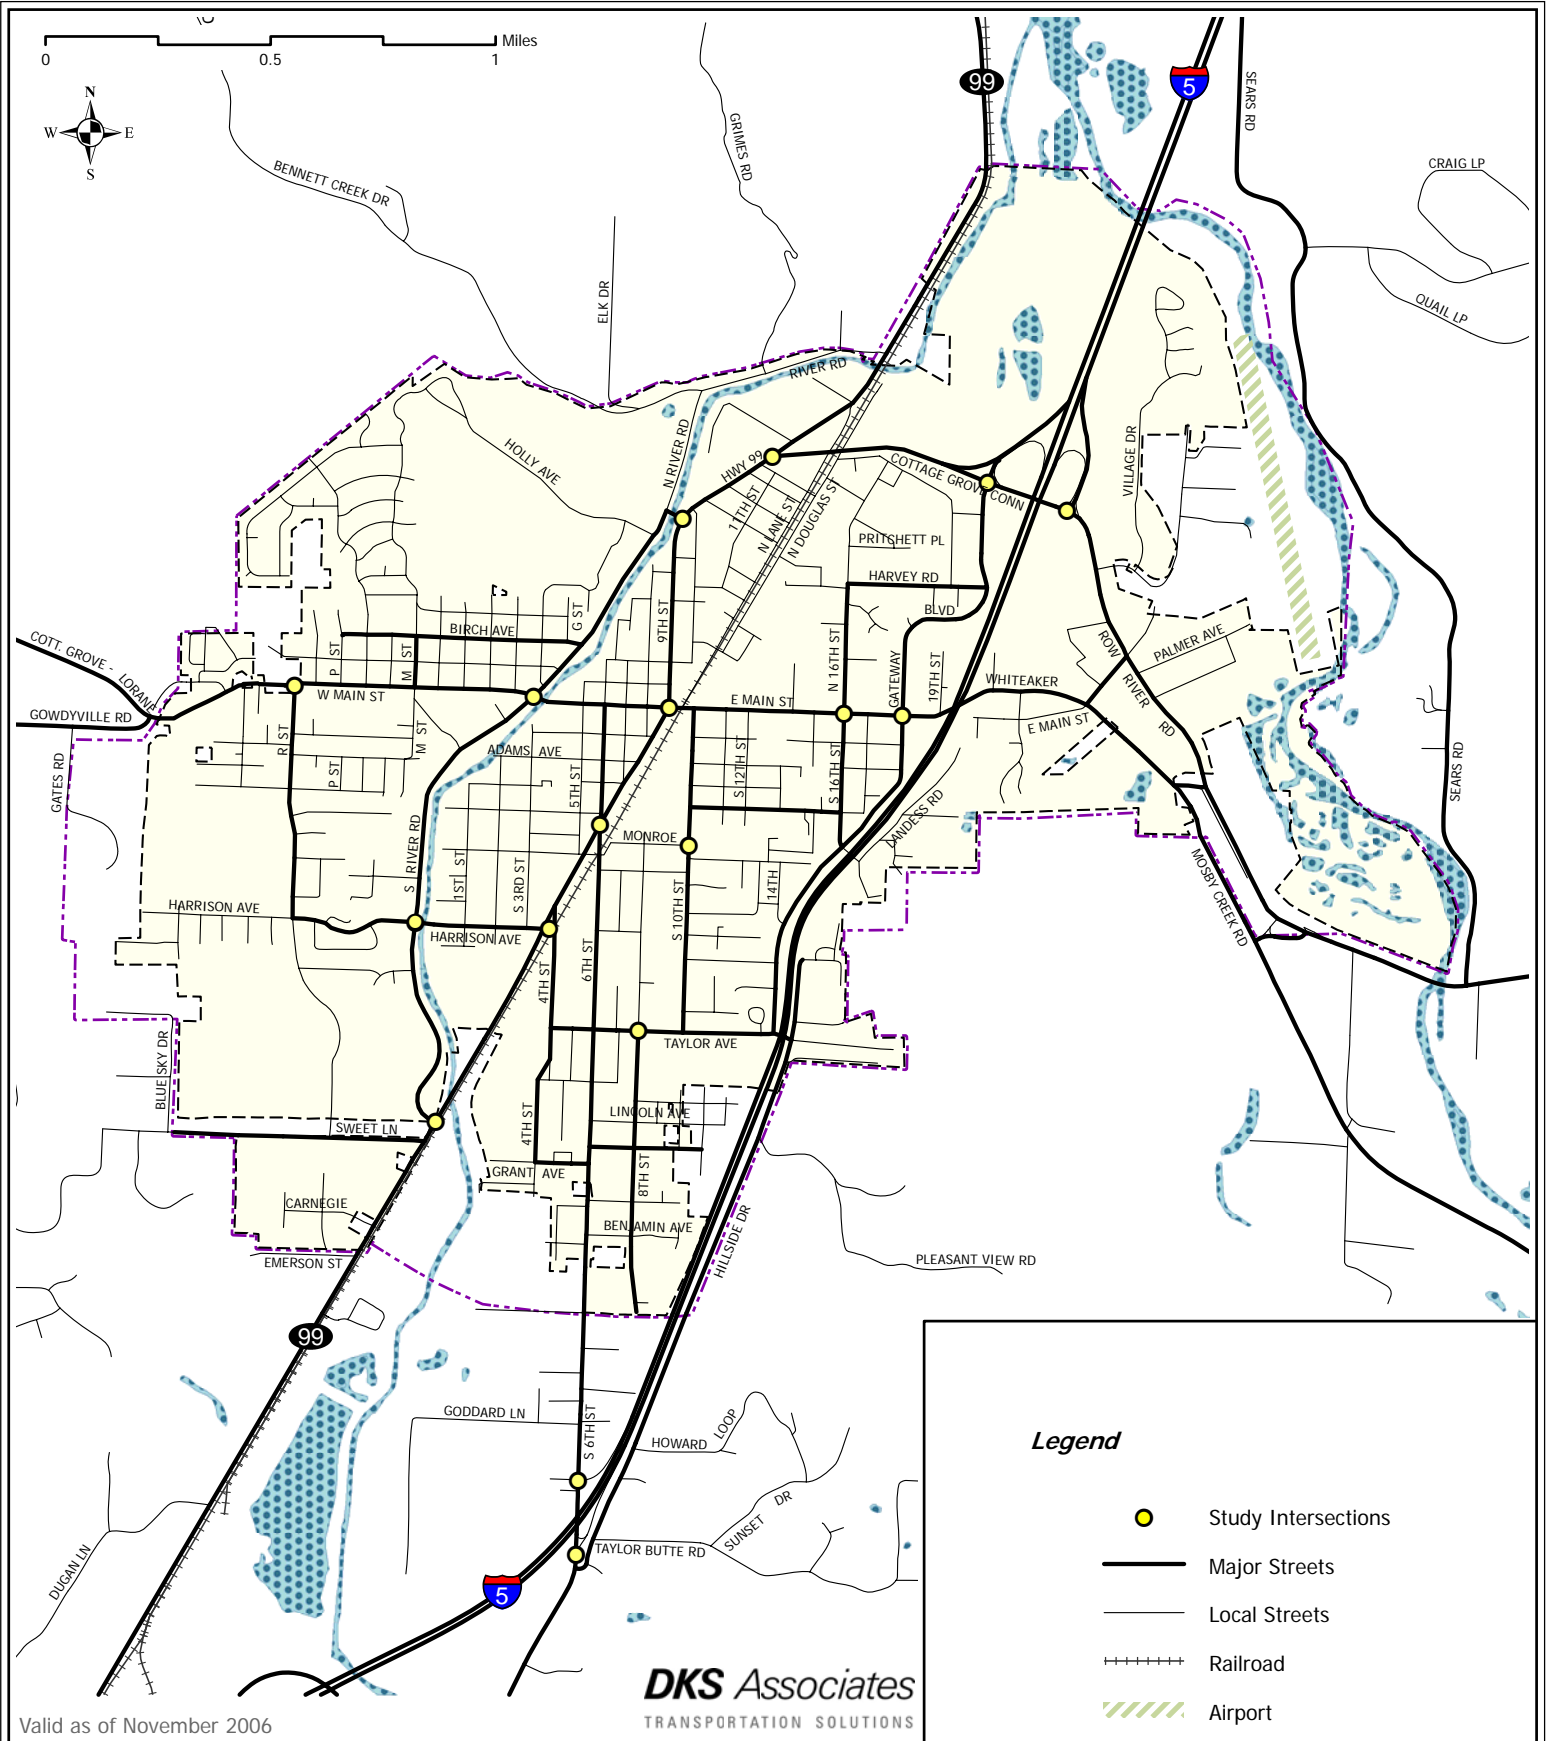 Miles
0
0.5
1
N
W
E
S
99
5
SEARS RD
GRIMES RD
CRAIG LP
BENNETT CREEK DR
ELK DR
QUAIL LP
RIVER RD
N RIVER RD
HOLLY AVE
HWY 99
COTTAGE GROVE CONN
VILLAGE DR
11TH ST
N LANE ST
N DOUGLAS ST
PRITCHETT PL
HARVEY RD
BLVD
9TH ST
G ST
BIRCH AVE
P ST
M ST
N 16TH ST
GATEWAY
19TH ST
ROW
RIVER
RD
PALMER AVE
COTT. GROVE - LORANE
GOWDYVILLE RD
W MAIN ST
E MAIN ST
WHITEAKER
E MAIN ST
R ST
M ST
P ST
ADAMS AVE
5TH ST
S 12TH ST
S 16TH ST
GATES RD
SEARS RD
LANDESS RD
S RIVER RD
MONROE
1ST ST
S 3RD ST
14TH
S 10TH ST
MOSBY CREEK RD
HARRISON AVE
HARRISON AVE
4TH ST
6TH ST
TAYLOR AVE
BLUE SKY DR
SWEET LN
4TH ST
LINCOLN AVE
GRANT AVE
8TH ST
CARNEGIE
BENJAMIN AVE
HILLSIDE DR
EMERSON ST
PLEASANT VIEW RD
99
GODDARD LN
S 6TH ST
HOWARD
LOOP
SUNSET
DR
TAYLOR BUTTE RD
DUGAN LN
5
Legend
Study Intersections
Major Streets
Local Streets
Railroad
Airport
DKS Associates
TRANSPORTATION SOLUTIONS
Valid as of November 2006